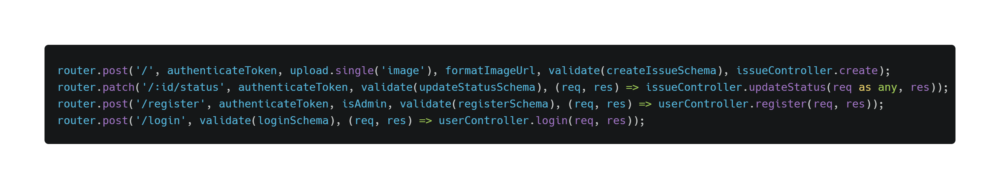 router.post('/', authenticateToken, upload.single('image'), formatImageUrl, validate(createIssueSchema), issueController.create);
router.patch('/:id/status', authenticateToken, validate(updateStatusSchema), (req, res) => issueController.updateStatus(req as any, res));
router.post('/register', authenticateToken, isAdmin, validate(registerSchema), (req, res) => userController.register(req, res));
router.post('/login', validate(loginSchema), (req, res) => userController.login(req, res));